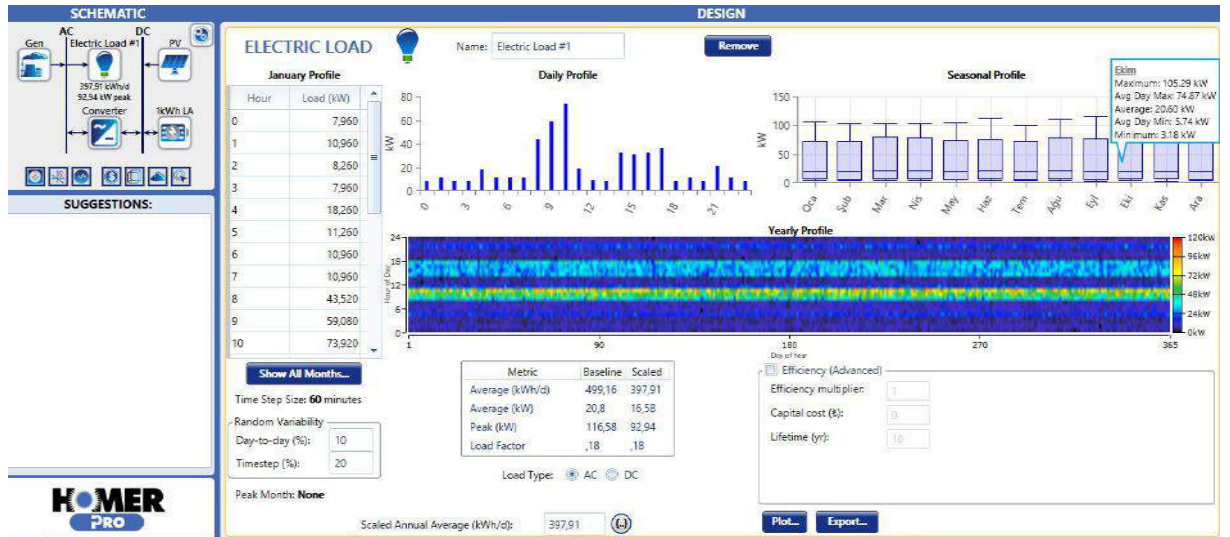 SCHEMATIC
DESIGN
AC
DC
Gen
Electric Load #1
PV
397,91 kWh/d
92,94 kW peak
Converter
1kWh LA
SUGGESTIONS:
HOMER
PRO
ELECTRIC LOAD
Name: Electric Load #1
Remove
January Profile
Hour Load (kW)
0 7,960
1 10,960
2 8,260
3 7,960
4 18,260
5 11,260
6 10,960
7 10,960
8 43,520
9 59,080
10 73,920
Show All Months...
Time Step Size: 60 minutes
Random Variability
Day-to-day (%): 10
Timestep (%): 20
Peak Month: None
Daily Profile
kW
80
60
40
20
0
0 3 6 9 12 15 18 21
Seasonal Profile
kW
150
100
50
0
Oca Şub Mar Nis May Haz Tem Ağu Eyl Eki Kas Ara
Ekim
Maximum: 105.29 kW
Avg Day Max: 74.87 kW
Average: 20.60 kW
Avg Day Min: 5.74 kW
Minimum: 3.18 kW
Yearly Profile
Hour of Day
24
18
12
6
0
1 90 180 270 365
Day of Year
120kW
96kW
72kW
48kW
24kW
0kW
Metric Baseline Scaled
Average (kWh/d) 499,16 397,91
Average (kW) 20,8 16,58
Peak (kW) 116,58 92,94
Load Factor ,18 ,18
Load Type: AC DC
Scaled Annual Average (kWh/d): 397,91 {..}
Efficiency (Advanced)
Efficiency multiplier: 1
Capital cost (₺): 0
Lifetime (yr): 10
Plot... Export...